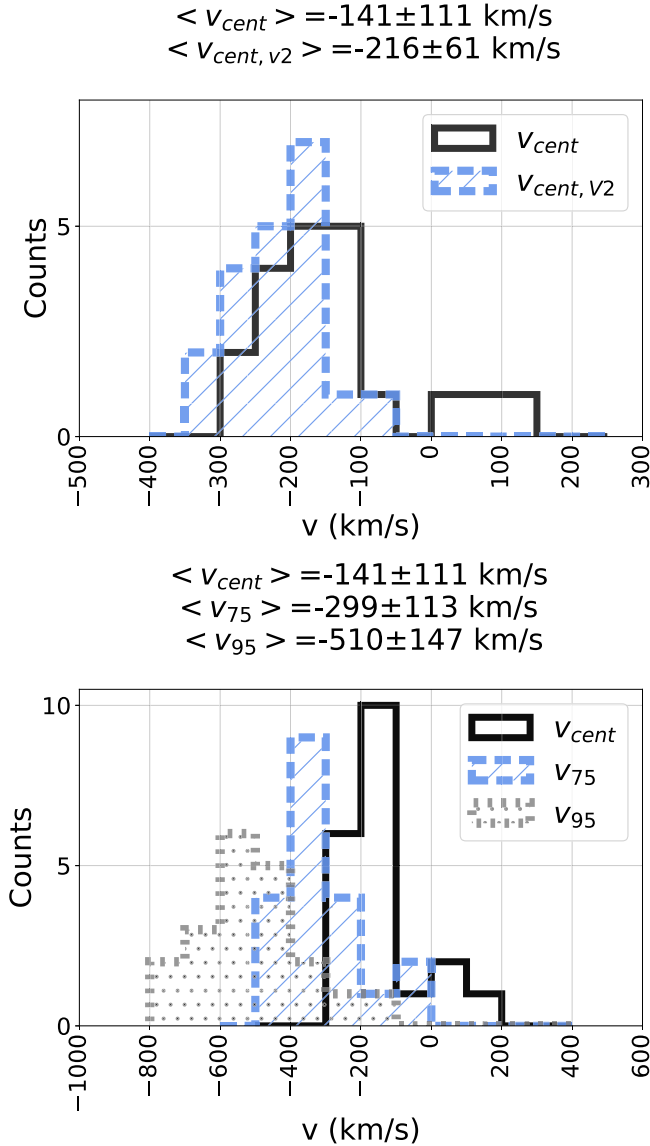 < v_cent > =-141±111 km/s
< v_cent, v2 > =-216±61 km/s
v_cent
v_cent, V2
Counts
5
0
−500 −400 −300 −200 −100 0 100 200 300
v (km/s)
< v_cent > =-141±111 km/s
< v_75 > =-299±113 km/s
< v_95 > =-510±147 km/s
v_cent
v_75
v_95
Counts
10
5
0
−1000 −800 −600 −400 −200 0 200 400 600
v (km/s)